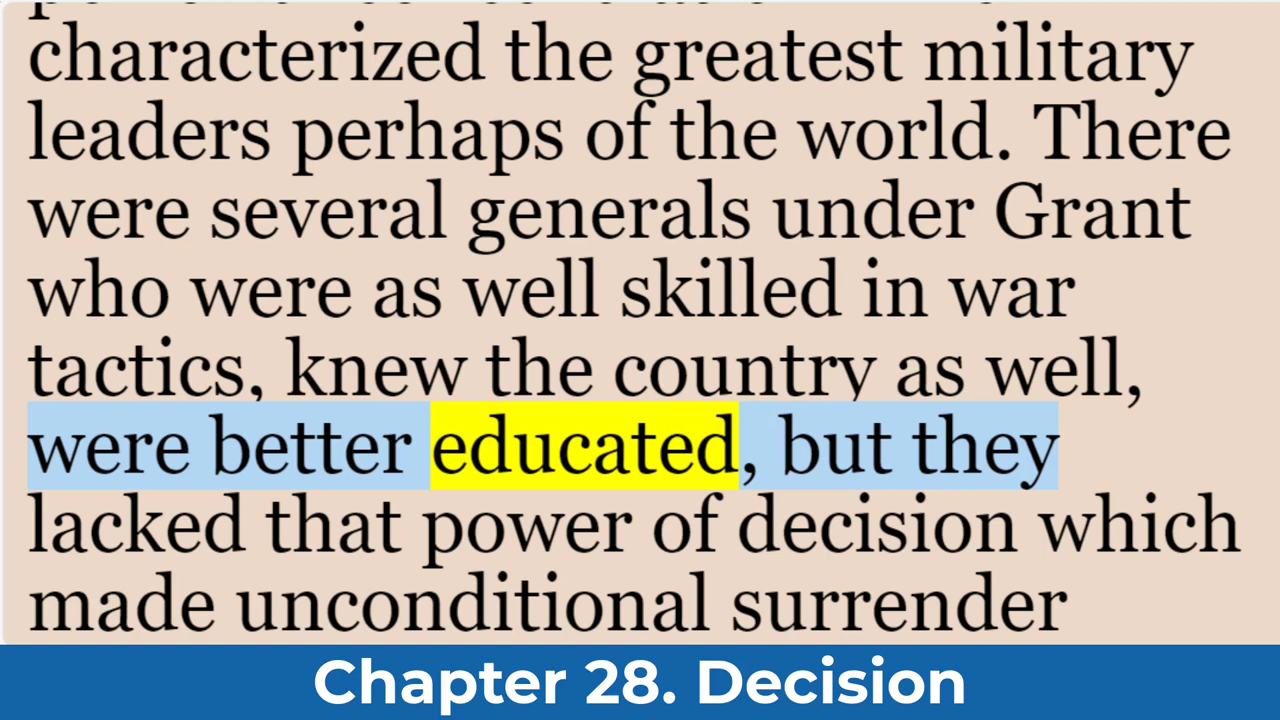 characterized the greatest military
leaders perhaps of the world. There
were several generals under Grant
who were as well skilled in war
tactics, knew the country as well,
were better educated, but they
lacked that power of decision which
made unconditional surrender
Chapter 28. Decision